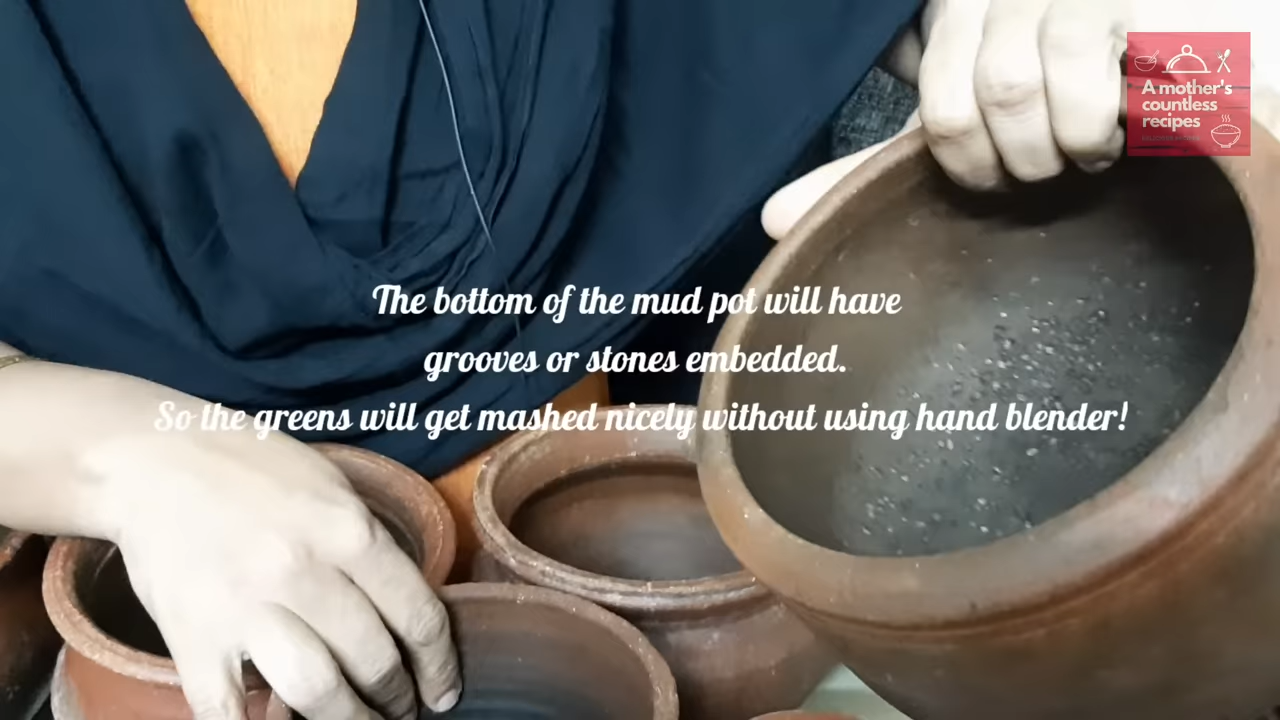 A mother's
countless
recipes
The bottom of the mud pot will have
grooves or stones embedded.
So the greens will get mashed nicely without using hand blender!